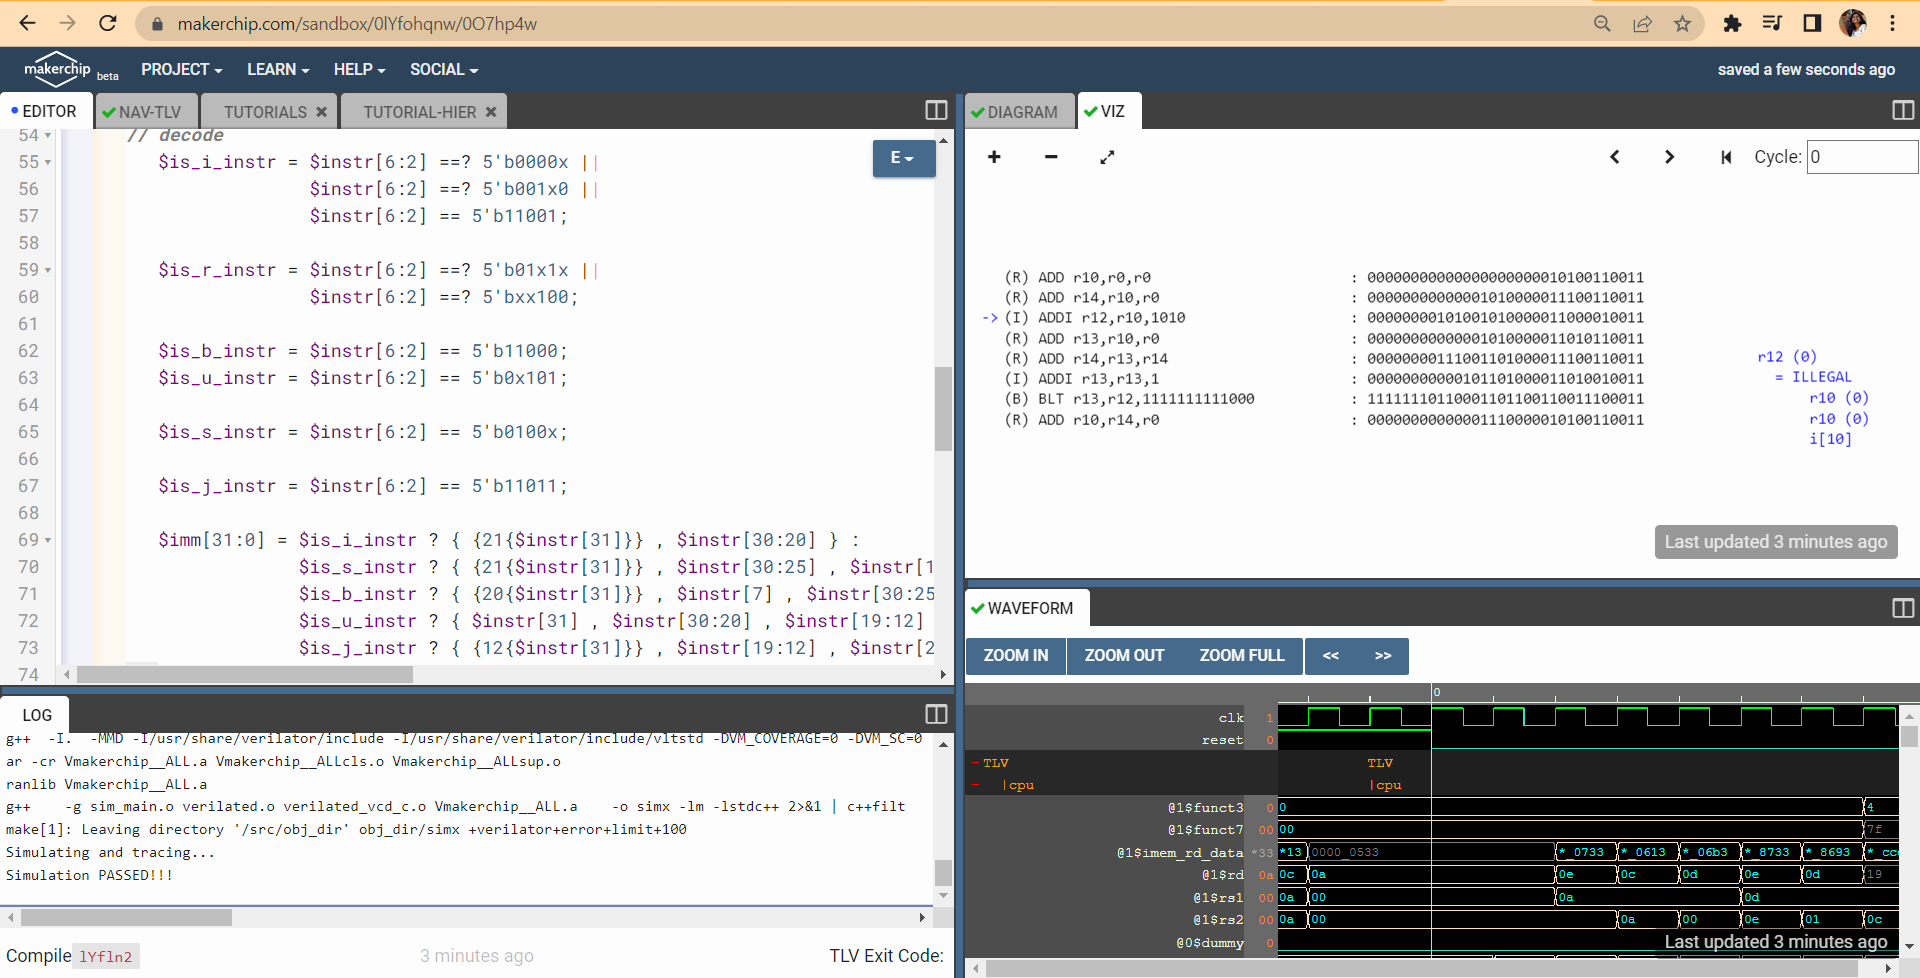 makerchip.com/sandbox/0lYfohqnw/0O7hp4w
makerchip beta PROJECT LEARN HELP SOCIAL saved a few seconds ago
EDITOR NAV-TLV TUTORIALS TUTORIAL-HIER
54 // decode
55 $is_i_instr = $instr[6:2] ==? 5'b0000x ||
56 $instr[6:2] ==? 5'b001x0 ||
57 $instr[6:2] == 5'b11001;
58
59 $is_r_instr = $instr[6:2] ==? 5'b01x1x ||
60 $instr[6:2] ==? 5'bxx100;
61
62 $is_b_instr = $instr[6:2] == 5'b11000;
63 $is_u_instr = $instr[6:2] == 5'b0x101;
64
65 $is_s_instr = $instr[6:2] == 5'b0100x;
66
67 $is_j_instr = $instr[6:2] == 5'b11011;
68
69 $imm[31:0] = $is_i_instr ? { {21{$instr[31]}} , $instr[30:20] } :
70 $is_s_instr ? { {21{$instr[31]}} , $instr[30:25] , $instr[1
71 $is_b_instr ? { {20{$instr[31]}} , $instr[7] , $instr[30:25
72 $is_u_instr ? { $instr[31] , $instr[30:20] , $instr[19:12]
73 $is_j_instr ? { {12{$instr[31]}} , $instr[19:12] , $instr[2
74
E
LOG
g++ -I. -MMD -I/usr/share/verilator/include -I/usr/share/verilator/include/vltstd -DVM_COVERAGE=0 -DVM_SC=0
ar -cr Vmakerchip__ALL.a Vmakerchip__ALLcls.o Vmakerchip__ALLsup.o
ranlib Vmakerchip__ALL.a
g++ -g sim_main.o verilated.o verilated_vcd_c.o Vmakerchip__ALL.a -o simx -lm -lstdc++ 2>&1 | c++filt
make[1]: Leaving directory '/src/obj_dir' obj_dir/simx +verilator+error+limit+100
Simulating and tracing...
Simulation PASSED!!!
Compile lYfln2 3 minutes ago TLV Exit Code:
DIAGRAM VIZ
+ − Cycle: 0
(R) ADD r10,r0,r0 : 00000000000000000000010100110011
(R) ADD r14,r10,r0 : 00000000000001010000011100110011
-> (I) ADDI r12,r10,1010 : 00000000101001010000011000010011
(R) ADD r13,r10,r0 : 00000000000001010000011010110011
(R) ADD r14,r13,r14 : 00000000111001101000011100110011
(I) ADDI r13,r13,1 : 00000000000101101000011010010011
(B) BLT r13,r12,1111111111000 : 11111110110001101100110011100011
(R) ADD r10,r14,r0 : 00000000000001110000010100110011
r12 (0)
= ILLEGAL
r10 (0)
r10 (0)
i[10]
Last updated 3 minutes ago
WAVEFORM
ZOOM IN ZOOM OUT ZOOM FULL << >>
0
clk 1
reset 0
TLV TLV
|cpu |cpu
@1$funct3 0 0 4
@1$funct7 00 00 7f
@1$imem_rd_data *33 *13 0000_0533 *_0733 *_0613 *_06b3 *_8733 *_8693 *_cc
@1$rd 0a 0c 0a 0e 0c 0d 0e 0d 19
@1$rs1 00 0a 00 0a 0d
@1$rs2 00 0a 00 0a 00 0e 01 0c
@0$dummy 0
Last updated 3 minutes ago